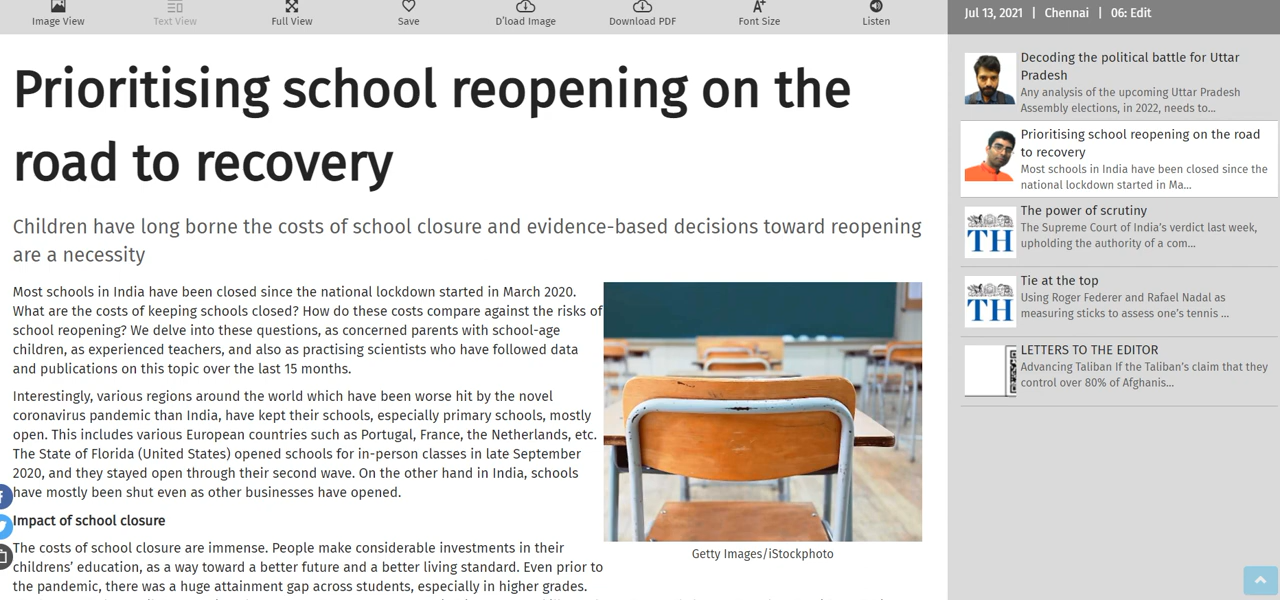 Image View
Text View
Full View
Save
D'load Image
Download PDF
Font Size
Listen
Prioritising school reopening on the
road to recovery
Children have long borne the costs of school closure and evidence-based decisions toward reopening
are a necessity
Most schools in India have been closed since the national lockdown started in March 2020.
What are the costs of keeping schools closed? How do these costs compare against the risks of
school reopening? We delve into these questions, as concerned parents with school-age
children, as experienced teachers, and also as practising scientists who have followed data
and publications on this topic over the last 15 months.
Interestingly, various regions around the world which have been worse hit by the novel
coronavirus pandemic than India, have kept their schools, especially primary schools, mostly
open. This includes various European countries such as Portugal, France, the Netherlands, etc.
The State of Florida (United States) opened schools for in-person classes in late September
2020, and they stayed open through their second wave. On the other hand in India, schools
have mostly been shut even as other businesses have opened.
Impact of school closure
The costs of school closure are immense. People make considerable investments in their
childrens' education, as a way toward a better future and a better living standard. Even prior to
the pandemic, there was a huge attainment gap across students, especially in higher grades.
Getty Images/iStockphoto
Jul 13, 2021 | Chennai | 06: Edit
Decoding the political battle for Uttar
Pradesh
Any analysis of the upcoming Uttar Pradesh
Assembly elections, in 2022, needs to...
Prioritising school reopening on the road
to recovery
Most schools in India have been closed since the
national lockdown started in Ma...
The power of scrutiny
The Supreme Court of India's verdict last week,
upholding the authority of a com...
TH
Tie at the top
Using Roger Federer and Rafael Nadal as
measuring sticks to assess one's tennis ...
TH
LETTERS TO THE EDITOR
Advancing Taliban If the Taliban's claim that they
control over 80% of Afghanis...